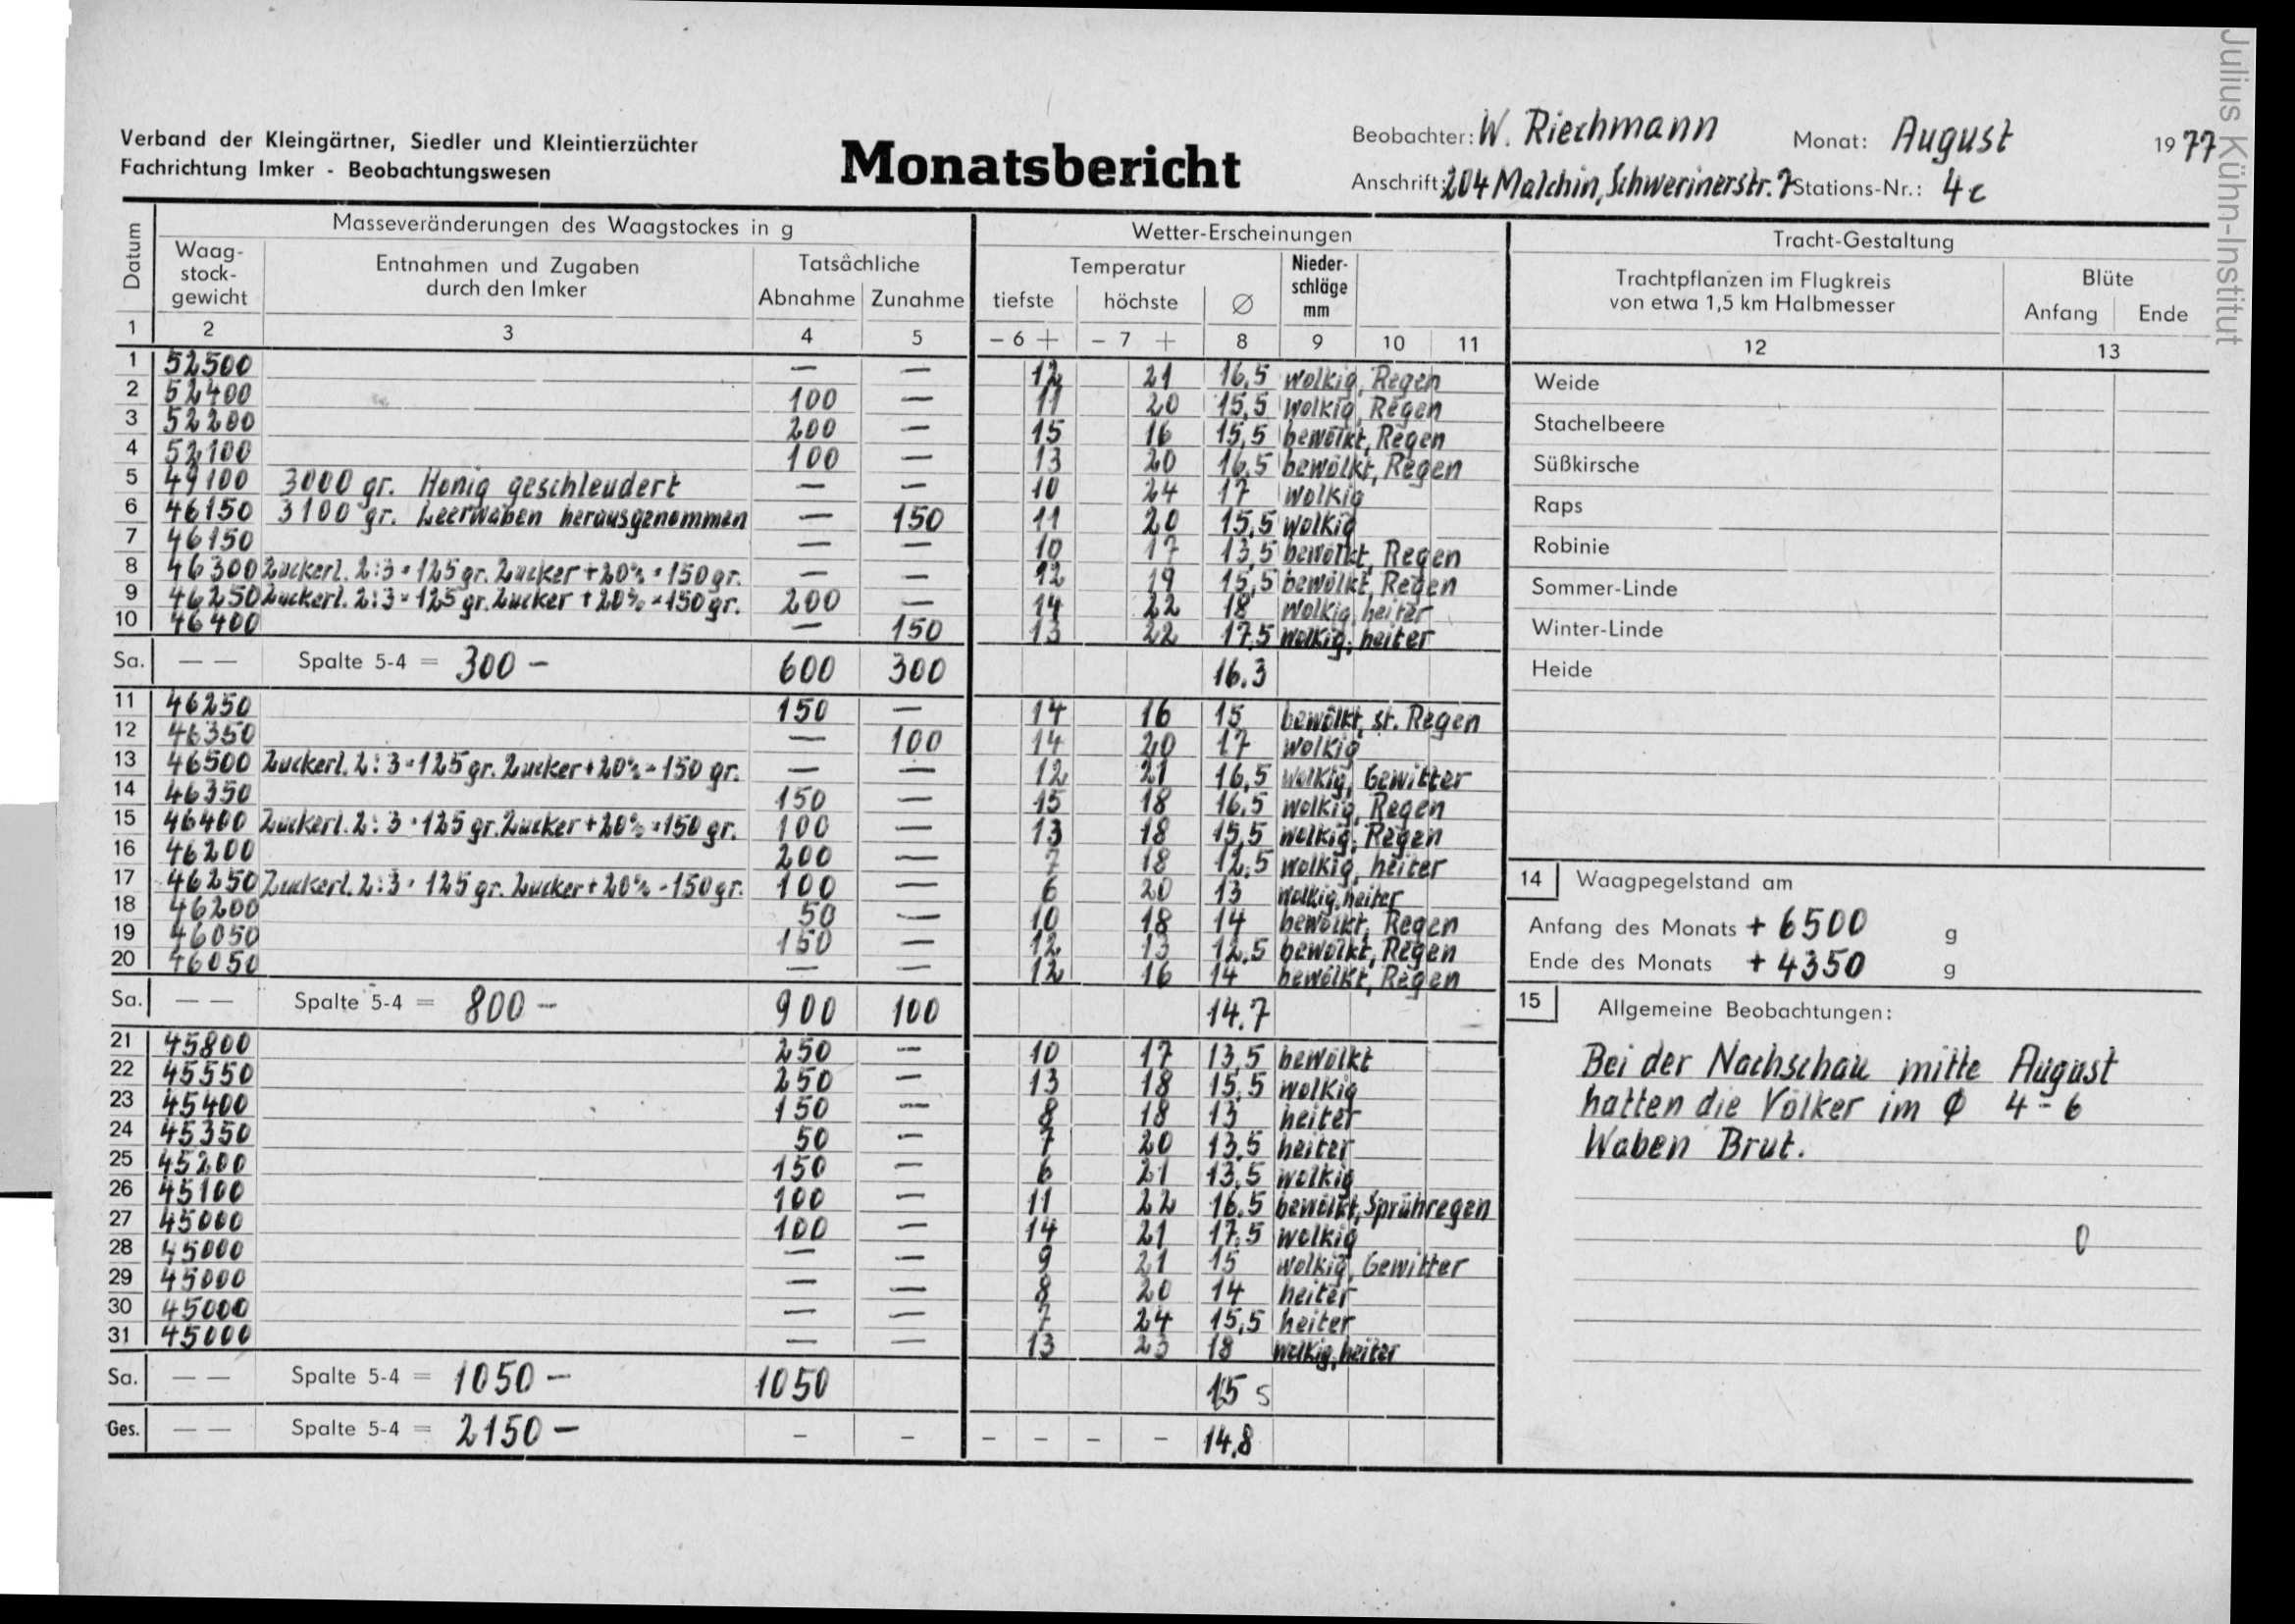 Verband der Kleingärtner, Siedler und Kleintierzüchter
Fachrichtung Imker - Beobachtungswesen
Monatsbericht
Beobachter: W. Riechmann Monat: August 1977
Anschrift: 204 Malchin, Schwerinerstr. 7 Stations-Nr.: 4c
Julius Kühn-Institut
Datum Masseveränderungen des Waagstockes in g Wetter-Erscheinungen Tracht-Gestaltung
Waag-stock-gewicht Entnahmen und Zugaben durch den Imker Tatsächliche Temperatur Nieder-schläge mm Trachtpflanzen im Flugkreis von etwa 1,5 km Halbmesser Blüte
Abnahme Zunahme tiefste höchste ∅ Anfang Ende
1 2 3 4 5 - 6 + - 7 + 8 9 10 11 12 13
1 52500 — — 12 21 16,5 wolkig, Regen
2 52400 100 — 11 20 15,5 wolkig, Regen
3 52200 200 — 15 16 15,5 bewölkt, Regen
4 52100 100 — 13 20 16,5 bewölkt, Regen
5 49100 3000 gr. Honig geschleudert — — 10 24 17 wolkig
6 46150 3100 gr. Leerwaben herausgenommen — 150 11 20 15,5 wolkig
7 46150 — — 10 17 13,5 bewölkt, Regen
8 46300 Zuckerl. 2:3 = 125 gr. Zucker + 20% = 150 gr. — — 12 19 15,5 bewölkt, Regen
9 46250 Zuckerl. 2:3 = 125 gr. Zucker + 20% = 150 gr. 200 — 14 22 18 wolkig, heiter
10 46400 — 150 13 22 17,5 wolkig, heiter
Sa. — — Spalte 5-4 = 300 - 600 300 16.3
11 46250 150 — 14 16 15 bewölkt, st. Regen
12 46350 — 100 14 20 17 wolkig
13 46500 Zuckerl. 2:3 = 125 gr. Zucker + 20% = 150 gr. — — 12 21 16,5 wolkig, Gewitter
14 46350 150 — 15 18 16,5 wolkig, Regen
15 46400 Zuckerl. 2:3 = 125 gr. Zucker + 20% = 150 gr. 100 — 13 18 15,5 wolkig, Regen
16 46200 200 — 7 18 12,5 wolkig, heiter
17 46250 Zuckerl. 2:3 = 125 gr. Zucker + 20% = 150 gr. 100 — 6 20 13 wolkig, heiter
18 46200 50 — 10 18 14 bewölkt, Regen
19 46050 150 — 12 13 12,5 bewölkt, Regen
20 46050 — — 12 16 14 bewölkt, Regen
Sa. — — Spalte 5-4 = 800 - 900 100 14.7
21 45800 250 — 10 17 13,5 bewölkt
22 45550 250 — 13 18 15,5 wolkig
23 45400 150 — 8 18 13 heiter
24 45350 50 — 7 20 13,5 heiter
25 45200 150 — 6 21 13,5 wolkig
26 45100 100 — 11 22 16,5 bewölkt, Sprühregen
27 45000 100 — 14 21 17,5 wolkig
28 45000 — — 9 21 15 wolkig, Gewitter
29 45000 — — 8 20 14 heiter
30 45000 — — 7 24 15,5 heiter
31 45000 — — 13 23 18 wolkig, heiter
Sa. — — Spalte 5-4 = 1050 - 1050 15 s
Ges. — — Spalte 5-4 = 2150 - - - - - - - 14,8
Weide
Stachelbeere
Süßkirsche
Raps
Robinie
Sommer-Linde
Winter-Linde
Heide
14 Waagpegelstand am
Anfang des Monats + 6500 g
Ende des Monats + 4350 g
15 Allgemeine Beobachtungen:
Bei der Nachschau mitte August
hatten die Völker im ∅ 4-6
Waben Brut.
0